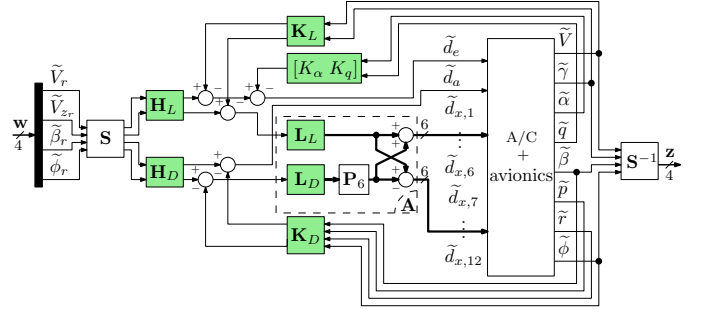 w
4
Ṽ_r
Ṽ_{z_r}
β̃_r
φ̃_r
S
H_L
H_D
K_L
[K_α K_q]
+ −
−
−
+
−
+
−
L_L
L_D
P_6
+
+
+
−
A
K_D
6
6
d̃_e
d̃_a
d̃_{x,1}
⋮
d̃_{x,6}
d̃_{x,7}
⋮
d̃_{x,12}
A/C
+
avionics
Ṽ
γ̃
α̃
q̃
β̃
p̃
r̃
φ̃
S⁻¹
z
4